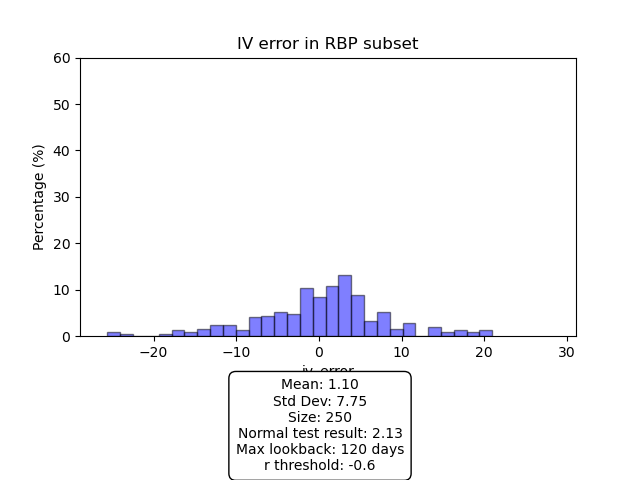 IV error in RBP subset
Percentage (%)
60
50
40
30
20
10
0
−20
−10
0
10
20
30
iv_error
Mean: 1.10
Std Dev: 7.75
Size: 250
Normal test result: 2.13
Max lookback: 120 days
r threshold: -0.6